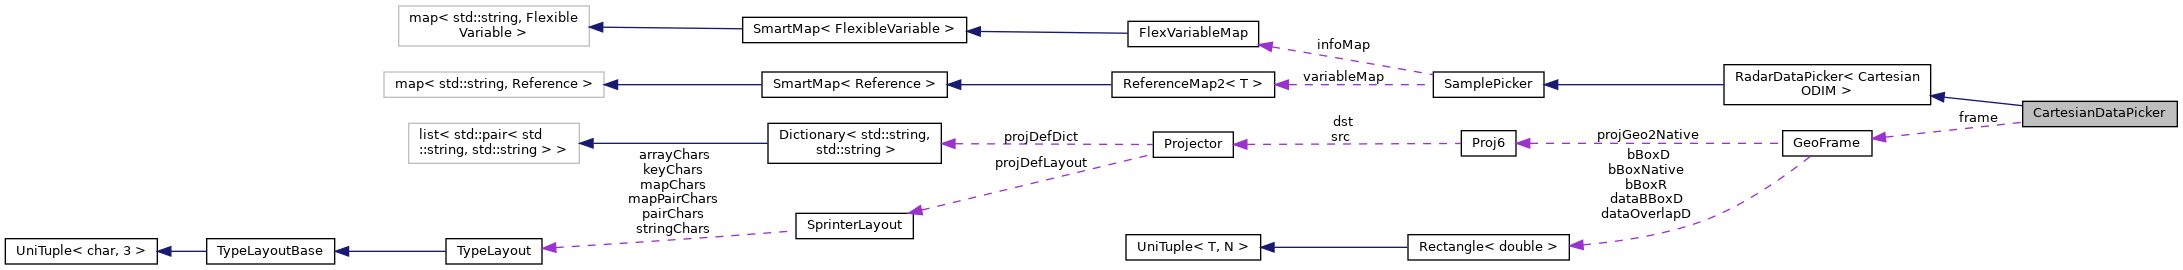 map< std::string, Flexible
Variable >
SmartMap< FlexibleVariable >
FlexVariableMap
infoMap
map< std::string, Reference >
SmartMap< Reference >
ReferenceMap2< T >
variableMap
SamplePicker
RadarDataPicker< Cartesian
ODIM >
CartesianDataPicker
frame
list< std::pair< std
::string, std::string > >
Dictionary< std::string,
std::string >
projDefDict
Projector
dst
src
Proj6
projGeo2Native
GeoFrame
projDefLayout
arrayChars
keyChars
mapChars
mapPairChars
pairChars
stringChars
bBoxD
bBoxNative
bBoxR
dataBBoxD
dataOverlapD
SprinterLayout
UniTuple< char, 3 >
TypeLayoutBase
TypeLayout
UniTuple< T, N >
Rectangle< double >